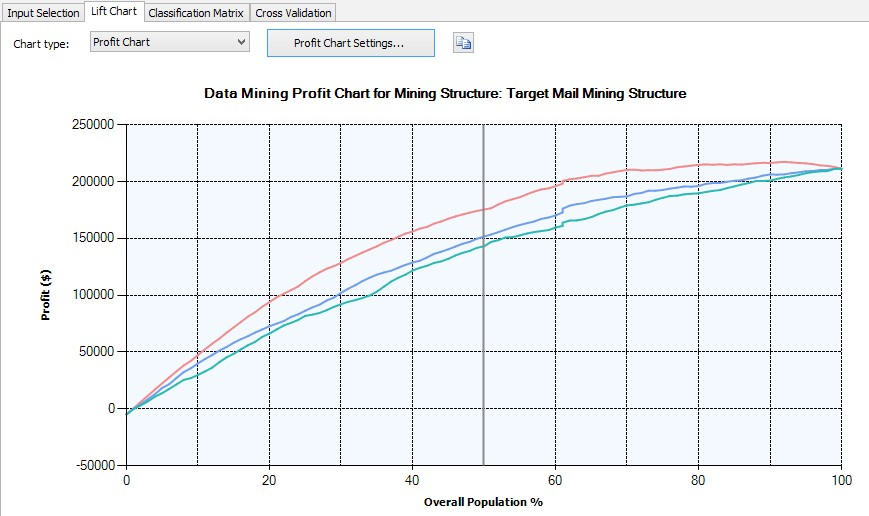 Input Selection Lift Chart Classification Matrix Cross Validation
Chart type: Profit Chart Profit Chart Settings...
Data Mining Profit Chart for Mining Structure: Target Mail Mining Structure
250000
200000
150000
100000
50000
0
-50000
Profit ($)
0 20 40 60 80 100
Overall Population %